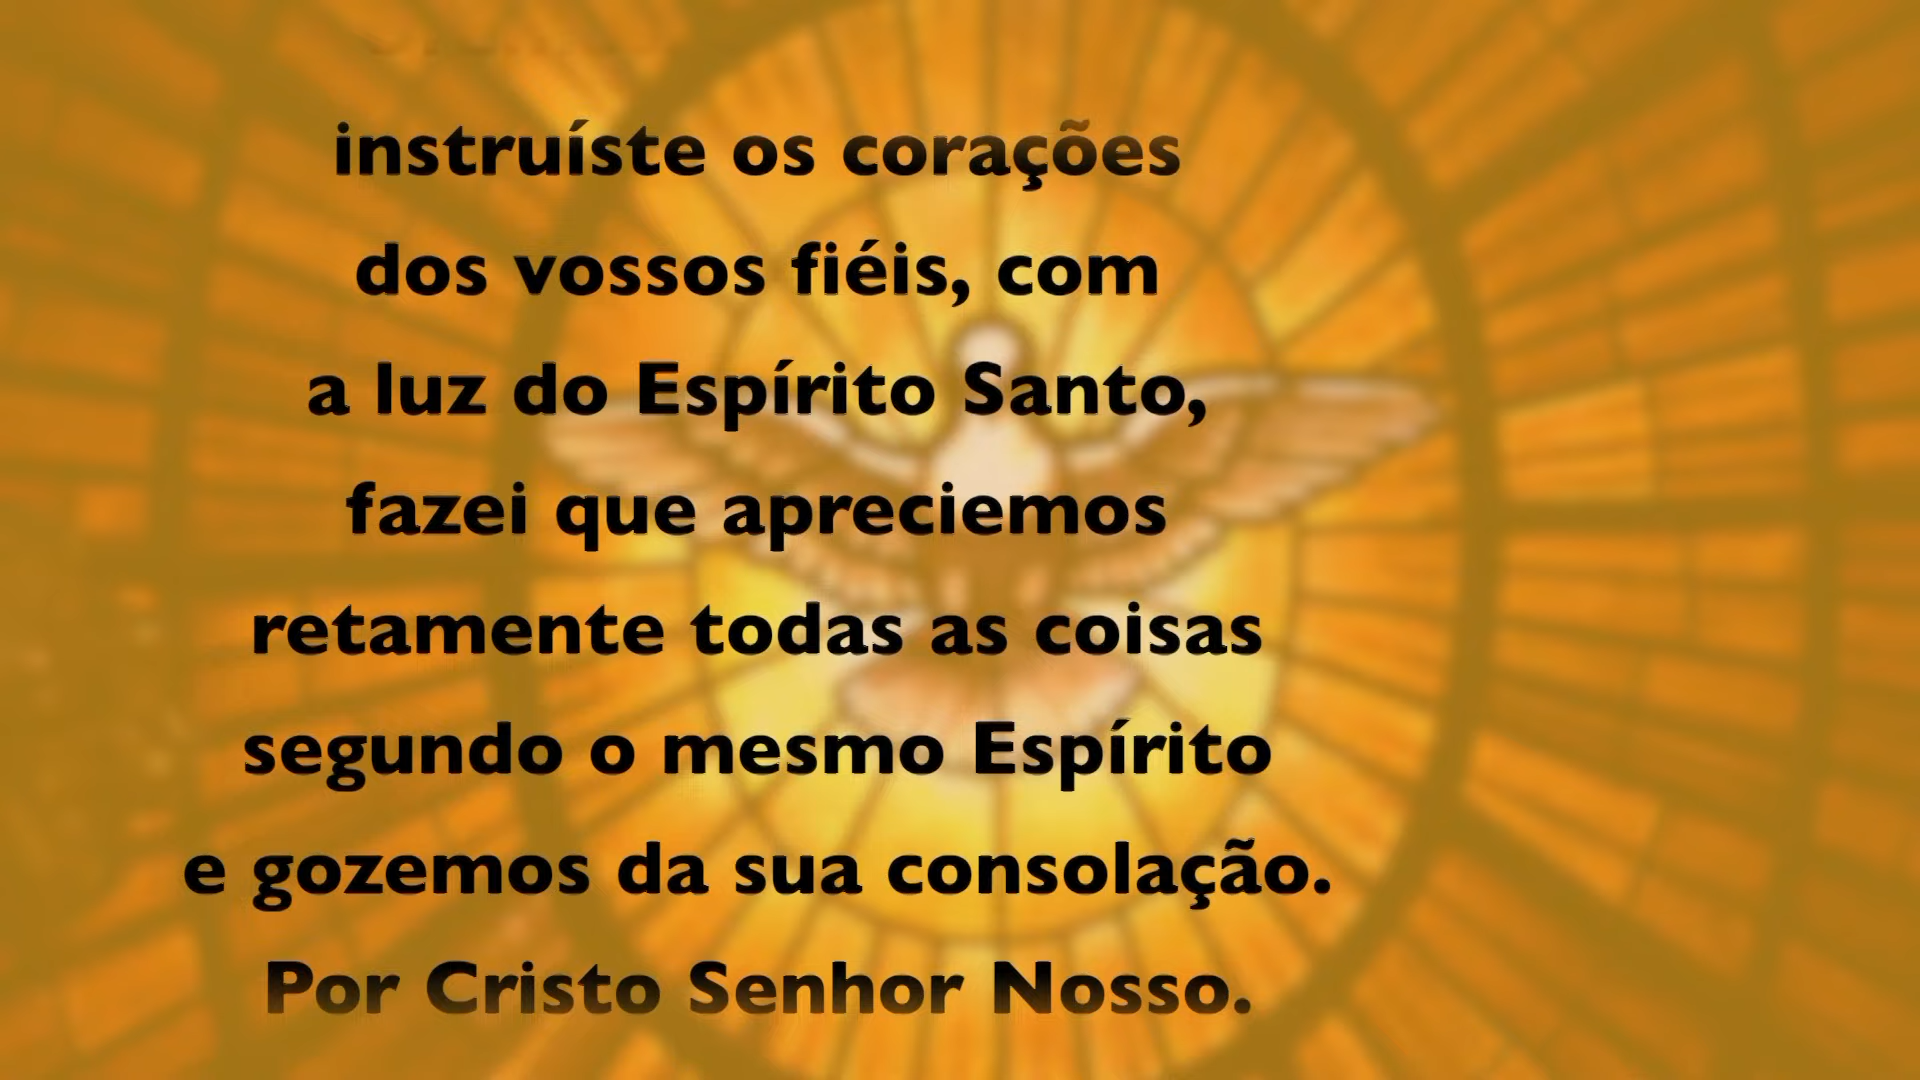 instruíste os corações
dos vossos fiéis, com
a luz do Espírito Santo,
fazei que apreciemos
retamente todas as coisas
segundo o mesmo Espírito
e gozemos da sua consolação.
Por Cristo Senhor Nosso.